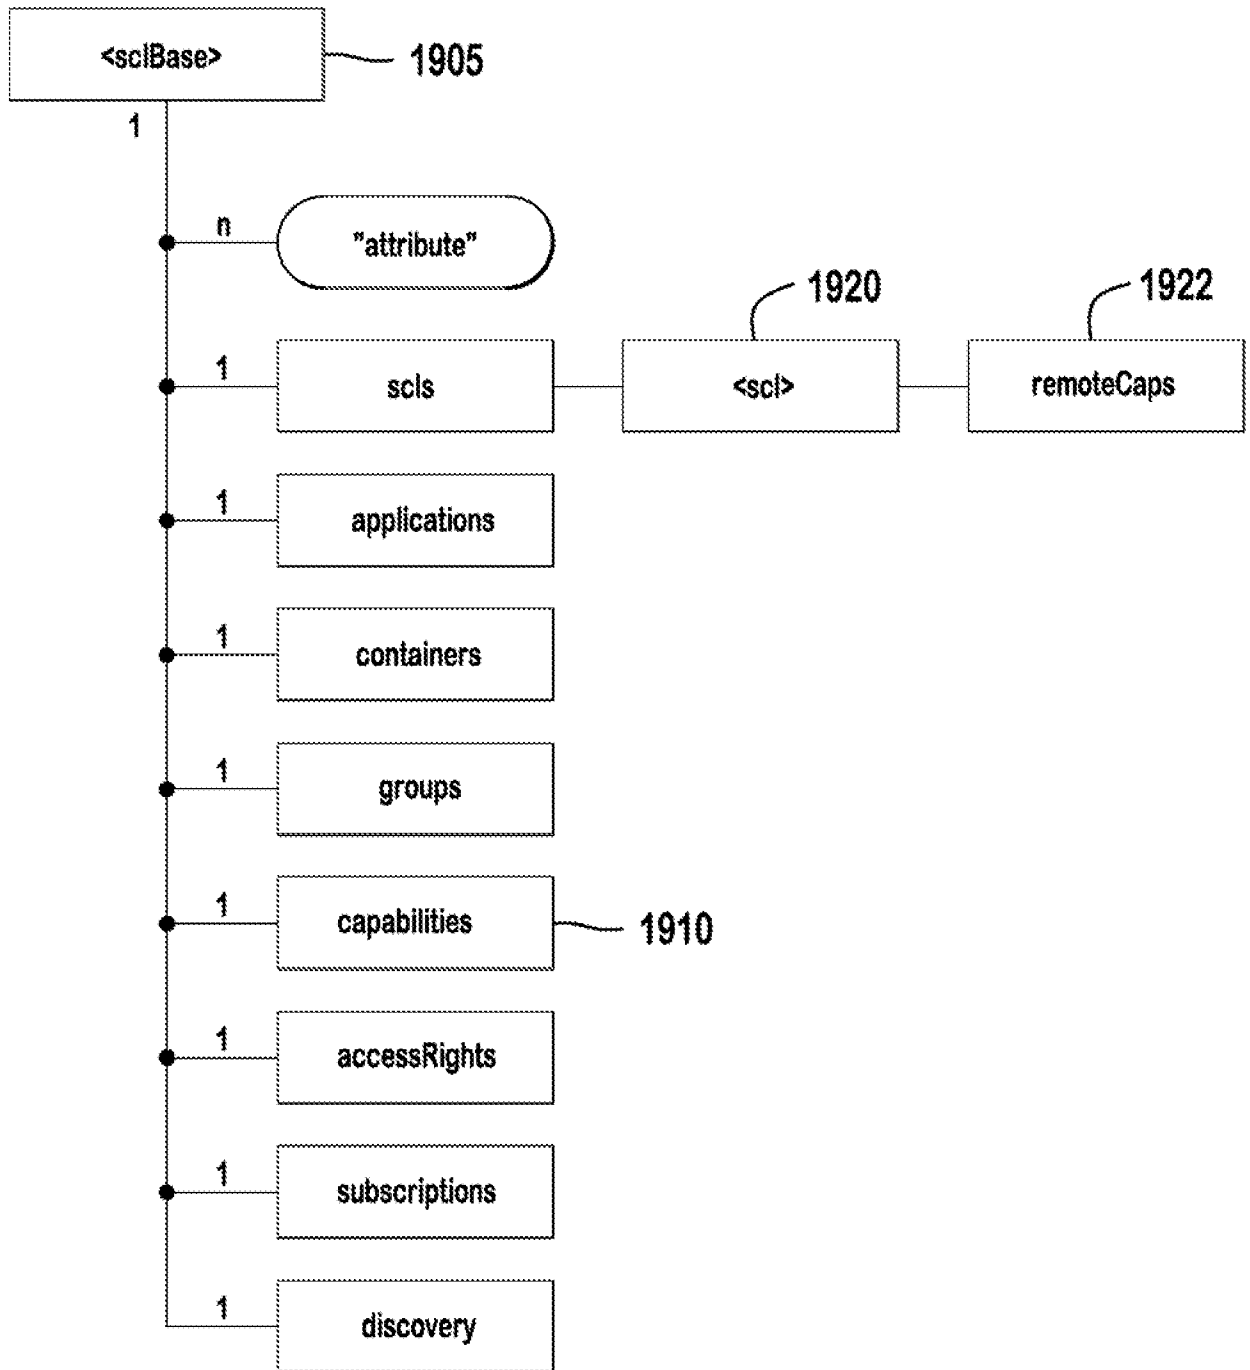 <sclBase>
1905
1
n
"attribute"
1920
1922
1
scls
<scl>
remoteCaps
1
applications
1
containers
1
groups
1
capabilities
1910
1
accessRights
1
subscriptions
1
discovery